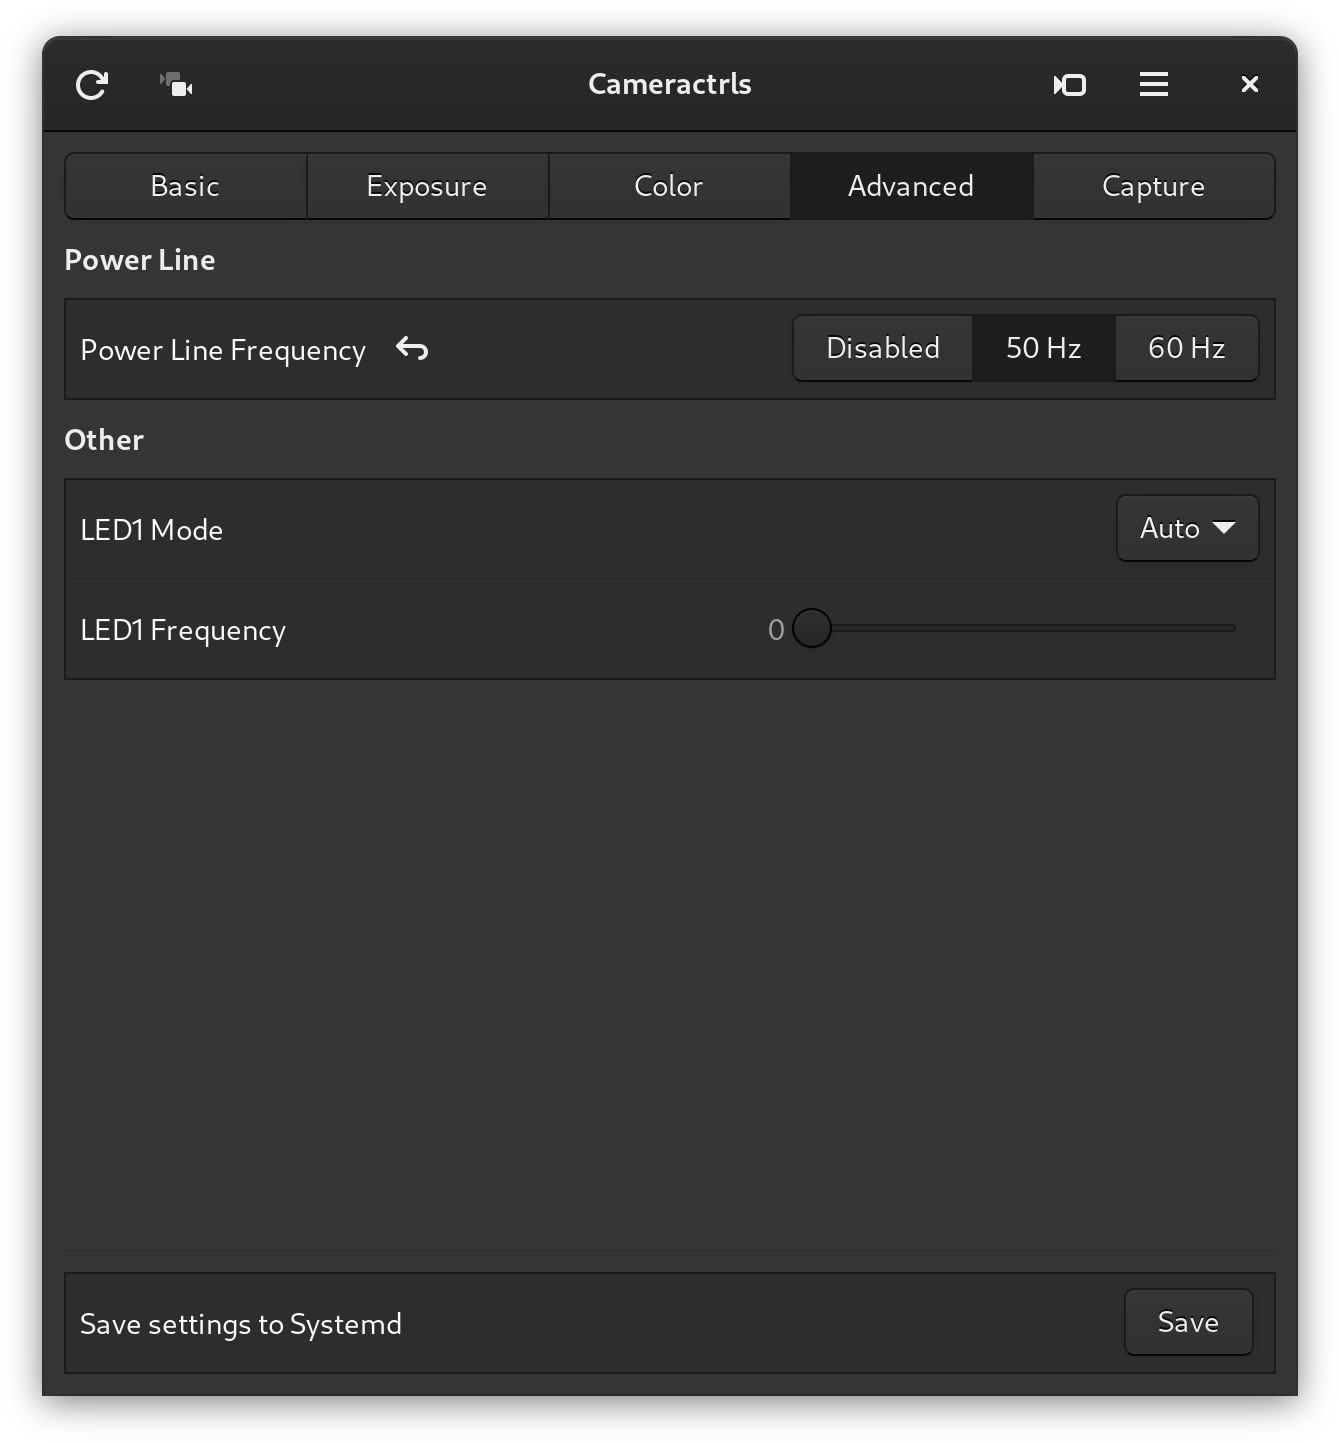 Cameractrls
Basic Exposure Color Advanced Capture
Power Line
Power Line Frequency Disabled 50 Hz 60 Hz
Other
LED1 Mode Auto
LED1 Frequency 0
Save settings to Systemd Save